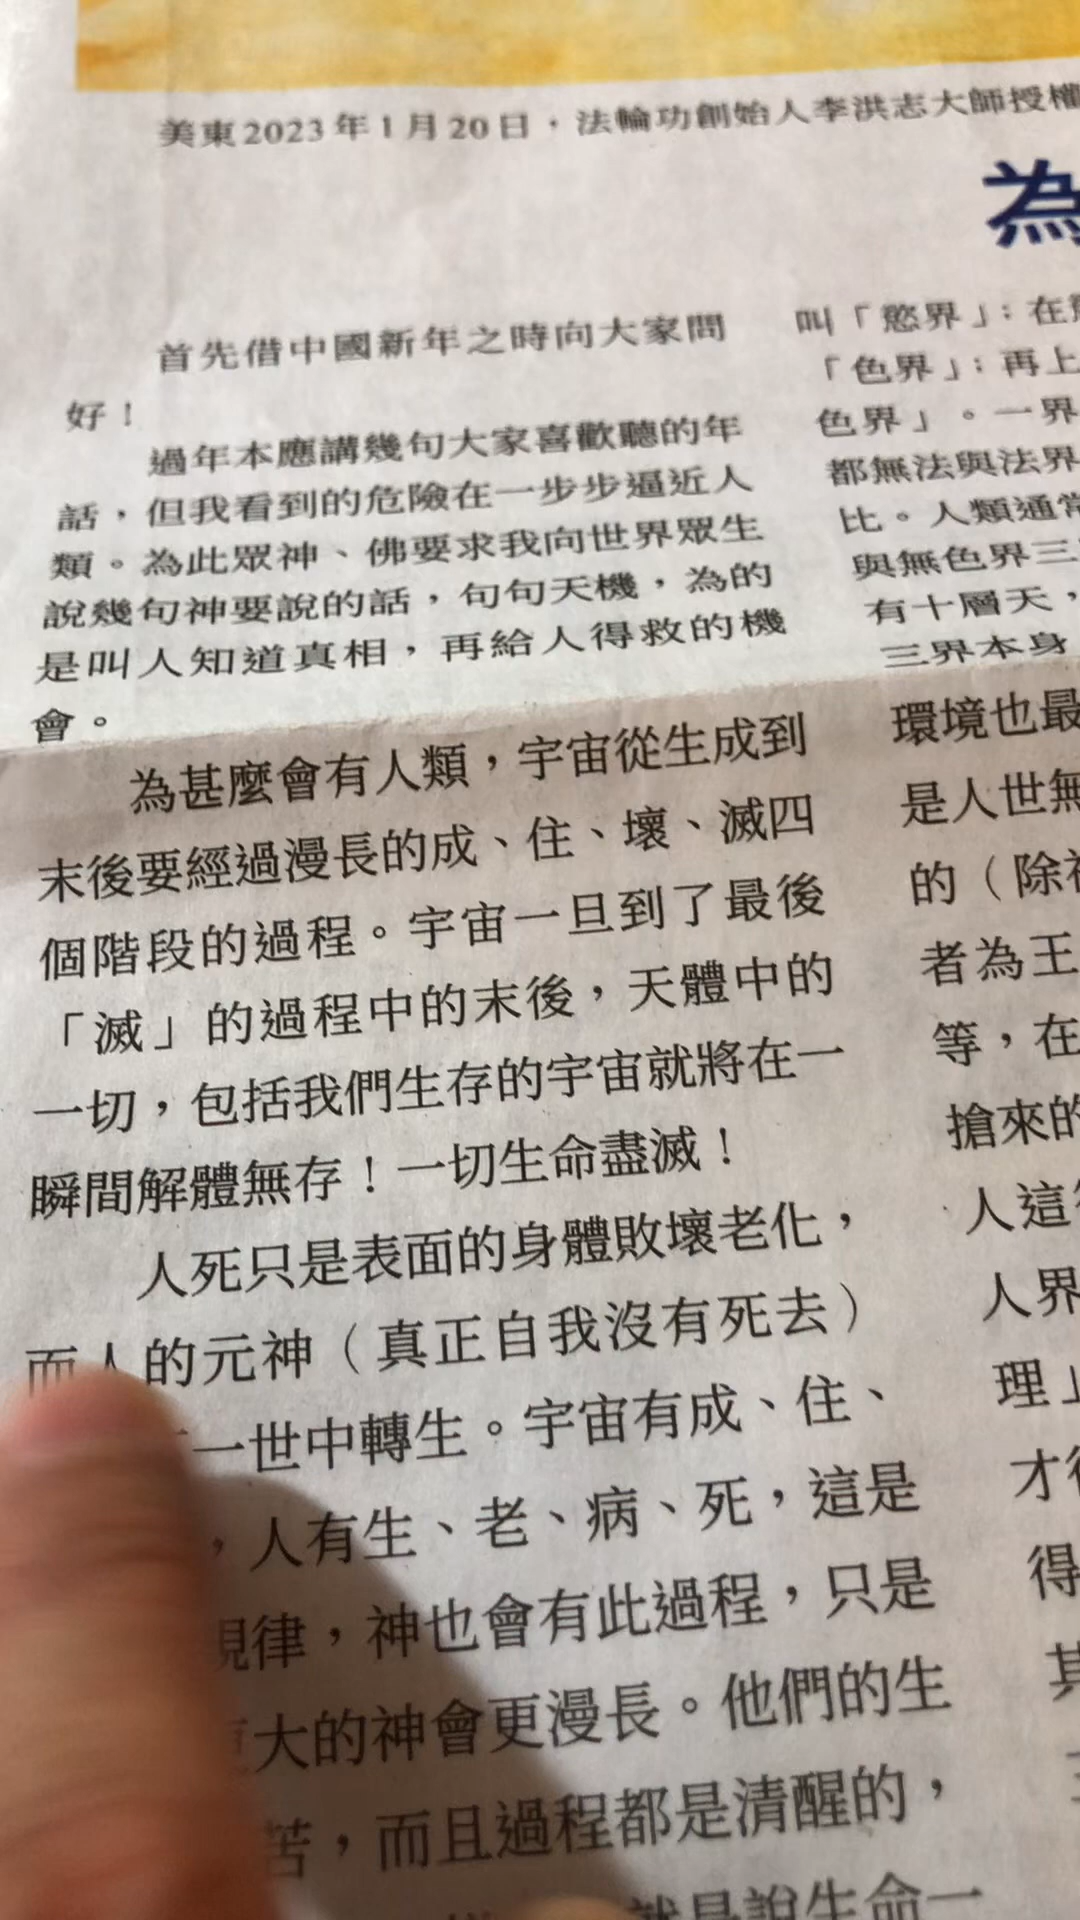 美東2023年1月20日，法輪功創始人李洪志大師授權
為
首先借中國新年之時向大家問
好！
過年本應講幾句大家喜歡聽的年
話，但我看到的危險在一步步逼近人
類。為此眾神、佛要求我向世界眾生
說幾句神要說的話，句句天機，為的
是叫人知道真相，再給人得救的機
會。
為甚麼會有人類，宇宙從生成到
末後要經過漫長的成、住、壞、滅四
個階段的過程。宇宙一旦到了最後
「滅」的過程中的末後，天體中的
一切，包括我們生存的宇宙就將在一
瞬間解體無存！一切生命盡滅！
人死只是表面的身體敗壞老化，
而人的元神（真正自我沒有死去）
一世中轉生。宇宙有成、住、
，人有生、老、病、死，這是
規律，神也會有此過程，只是
更大的神會更漫長。他們的生
苦，而且過程都是清醒的，
就是說生命一
叫「慾界」；在
「色界」；再上
色界」。一界
都無法與法界
比。人類通常
與無色界三
有十層天，
三界本身
環境也最
是人世無
的（除
者為王
等，在
搶來的
人這
人界
理」
才
得
其